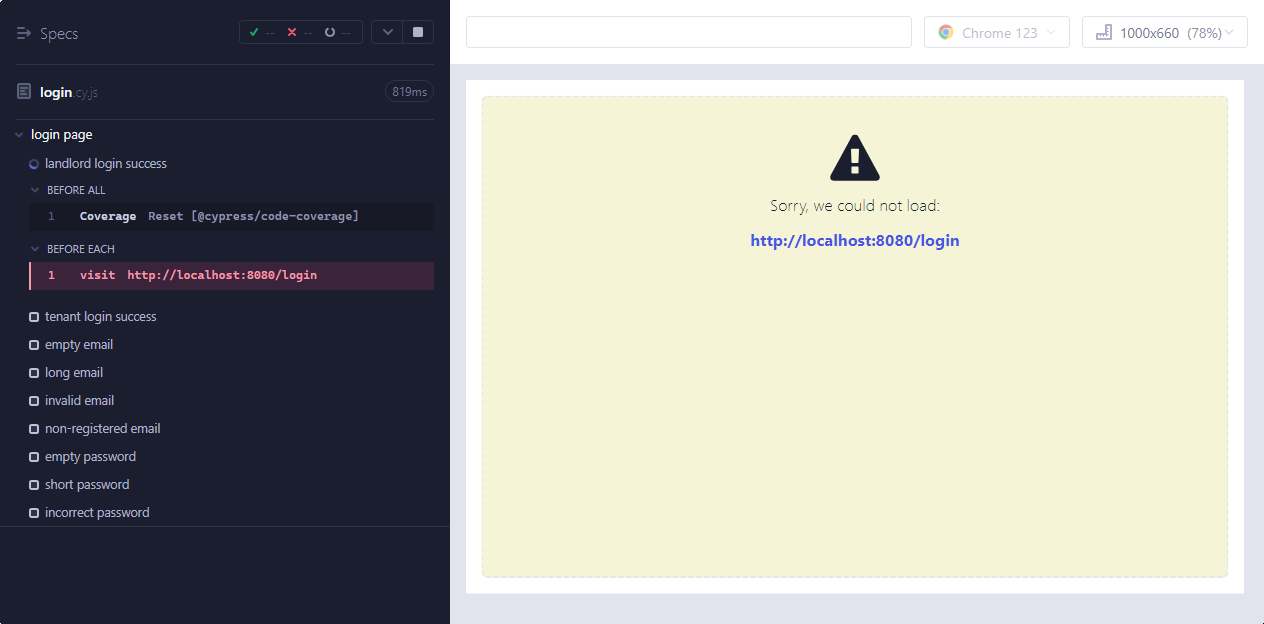 Specs
-- -- --
login.cy.js
819ms
login page
landlord login success
BEFORE ALL
1 Coverage Reset [@cypress/code-coverage]
BEFORE EACH
1 visit http://localhost:8080/login
tenant login success
empty email
long email
invalid email
non-registered email
empty password
short password
incorrect password
Chrome 123
1000x660 (78%)
Sorry, we could not load:
http://localhost:8080/login